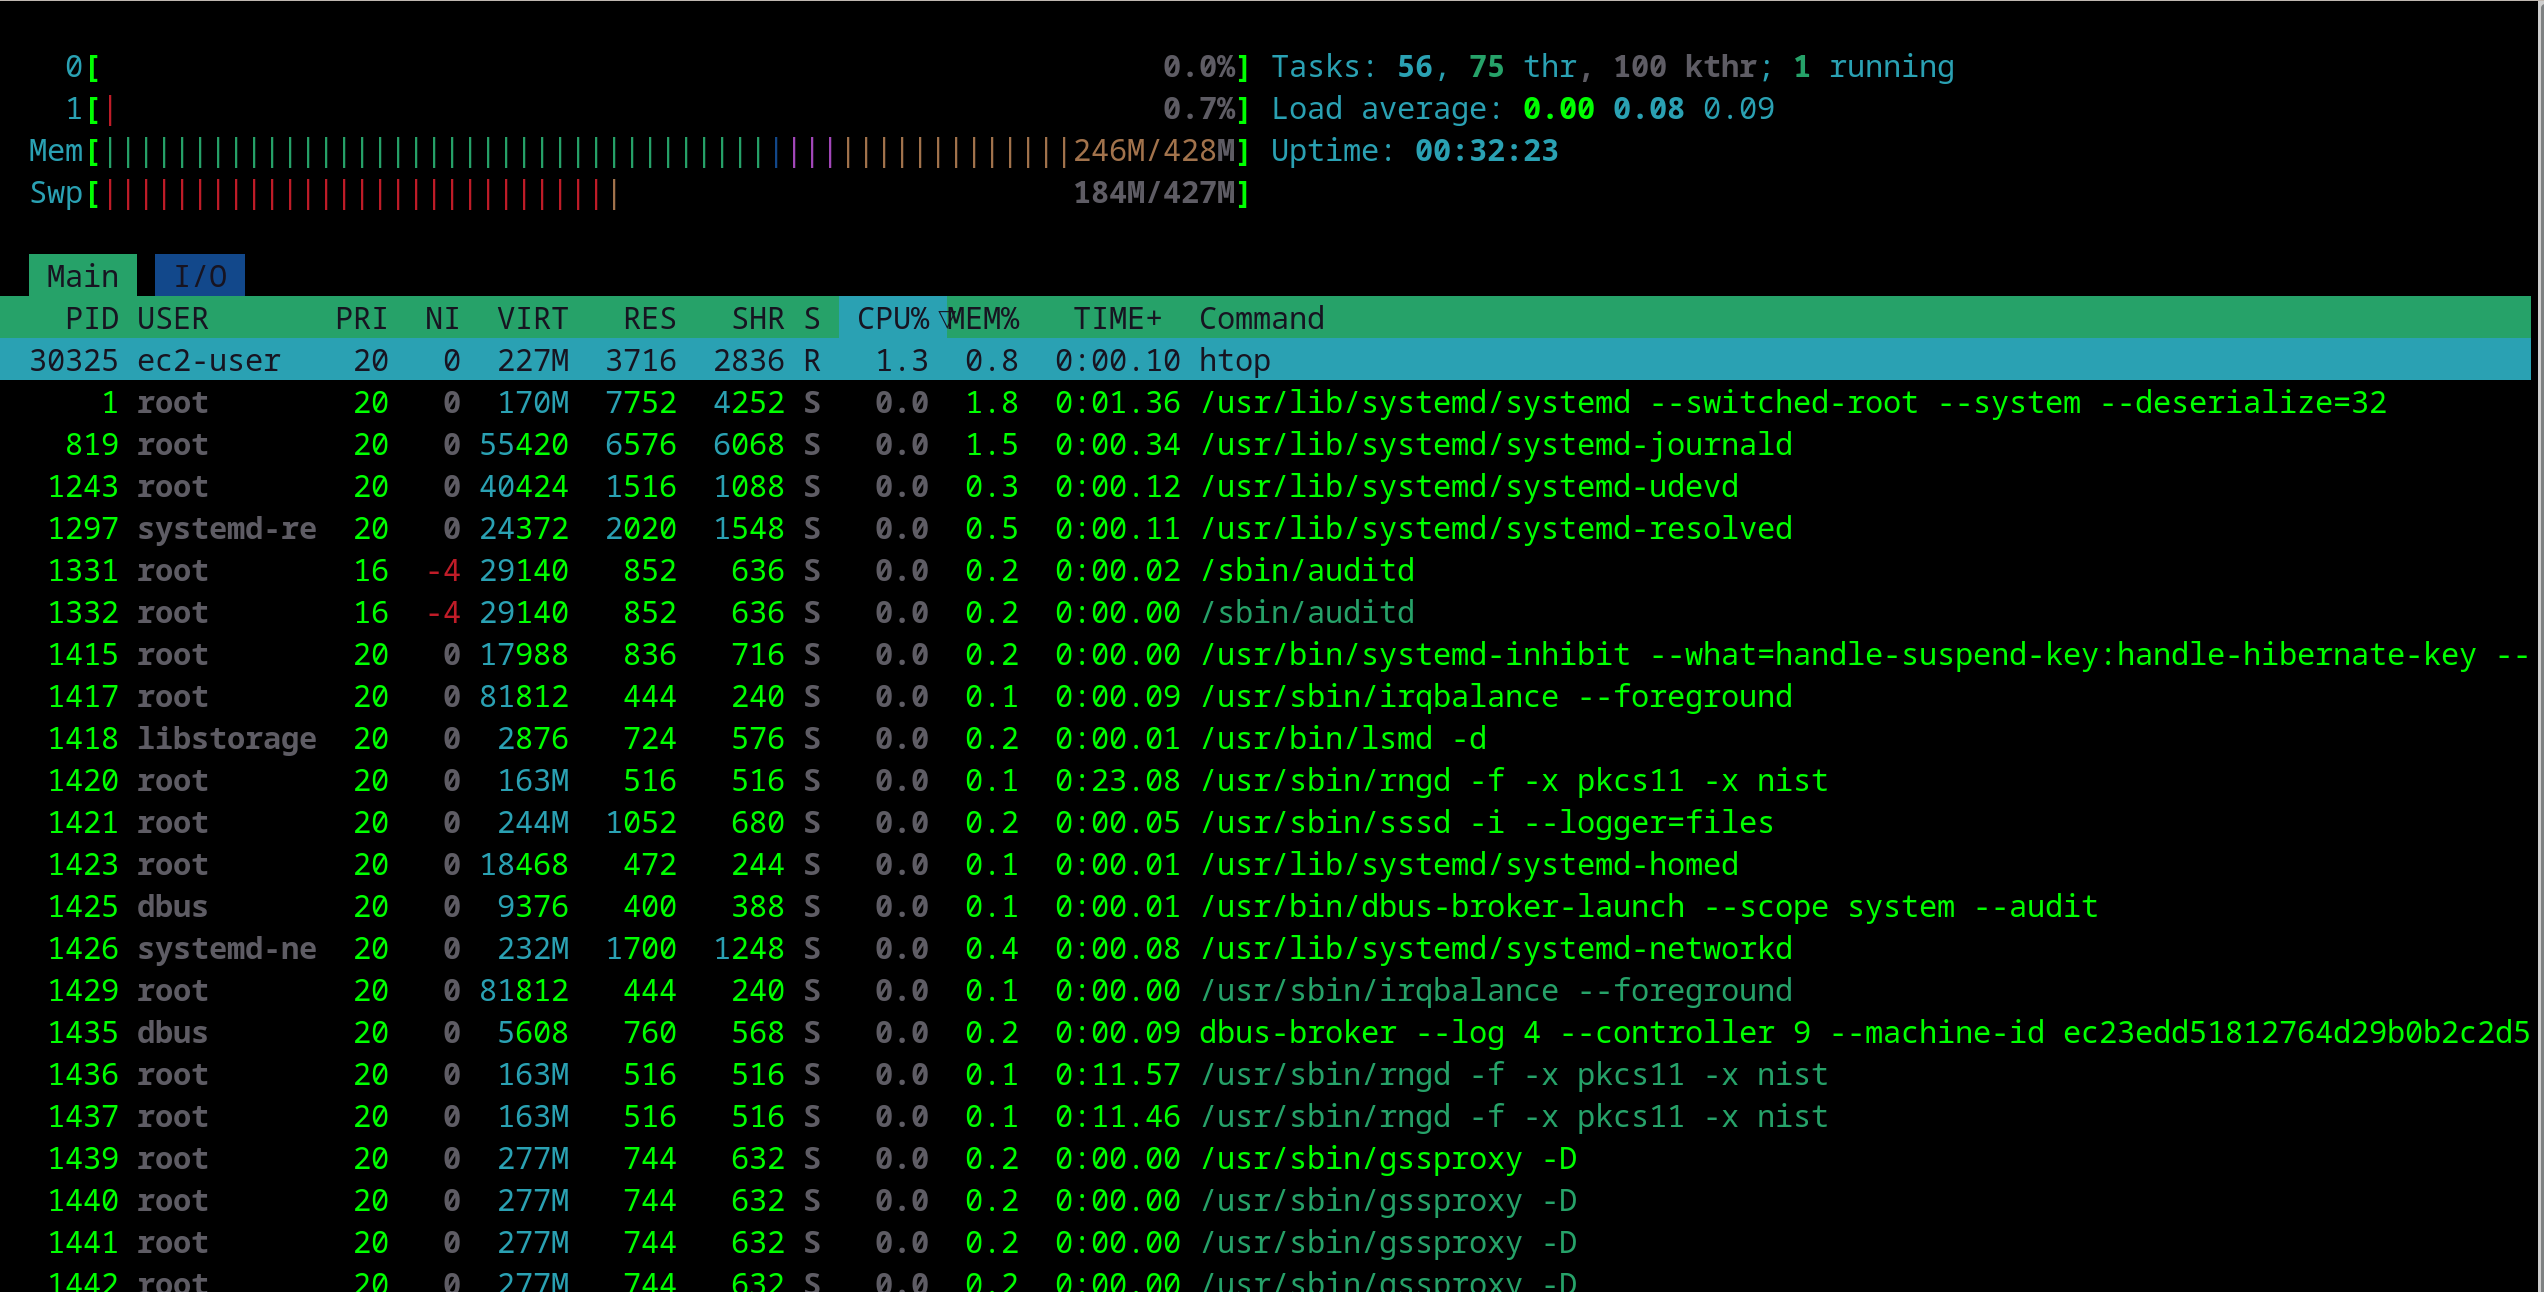 0[ 0.0%] Tasks: 56, 75 thr, 100 kthr; 1 running
1[| 0.7%] Load average: 0.00 0.08 0.09
Mem[||||||||||||||||||||||||||||||||||||||||||||||||||||||246M/428M] Uptime: 00:32:23
Swp[||||||||||||||||||||||||||||| 184M/427M]
Main I/O
PID USER PRI NI VIRT RES SHR S CPU%▽MEM% TIME+ Command
30325 ec2-user 20 0 227M 3716 2836 R 1.3 0.8 0:00.10 htop
1 root 20 0 170M 7752 4252 S 0.0 1.8 0:01.36 /usr/lib/systemd/systemd --switched-root --system --deserialize=32
819 root 20 0 55420 6576 6068 S 0.0 1.5 0:00.34 /usr/lib/systemd/systemd-journald
1243 root 20 0 40424 1516 1088 S 0.0 0.3 0:00.12 /usr/lib/systemd/systemd-udevd
1297 systemd-re 20 0 24372 2020 1548 S 0.0 0.5 0:00.11 /usr/lib/systemd/systemd-resolved
1331 root 16 -4 29140 852 636 S 0.0 0.2 0:00.02 /sbin/auditd
1332 root 16 -4 29140 852 636 S 0.0 0.2 0:00.00 /sbin/auditd
1415 root 20 0 17988 836 716 S 0.0 0.2 0:00.00 /usr/bin/systemd-inhibit --what=handle-suspend-key:handle-hibernate-key --
1417 root 20 0 81812 444 240 S 0.0 0.1 0:00.09 /usr/sbin/irqbalance --foreground
1418 libstorage 20 0 2876 724 576 S 0.0 0.2 0:00.01 /usr/bin/lsmd -d
1420 root 20 0 163M 516 516 S 0.0 0.1 0:23.08 /usr/sbin/rngd -f -x pkcs11 -x nist
1421 root 20 0 244M 1052 680 S 0.0 0.2 0:00.05 /usr/sbin/sssd -i --logger=files
1423 root 20 0 18468 472 244 S 0.0 0.1 0:00.01 /usr/lib/systemd/systemd-homed
1425 dbus 20 0 9376 400 388 S 0.0 0.1 0:00.01 /usr/bin/dbus-broker-launch --scope system --audit
1426 systemd-ne 20 0 232M 1700 1248 S 0.0 0.4 0:00.08 /usr/lib/systemd/systemd-networkd
1429 root 20 0 81812 444 240 S 0.0 0.1 0:00.00 /usr/sbin/irqbalance --foreground
1435 dbus 20 0 5608 760 568 S 0.0 0.2 0:00.09 dbus-broker --log 4 --controller 9 --machine-id ec23edd51812764d29b0b2c2d5
1436 root 20 0 163M 516 516 S 0.0 0.1 0:11.57 /usr/sbin/rngd -f -x pkcs11 -x nist
1437 root 20 0 163M 516 516 S 0.0 0.1 0:11.46 /usr/sbin/rngd -f -x pkcs11 -x nist
1439 root 20 0 277M 744 632 S 0.0 0.2 0:00.00 /usr/sbin/gssproxy -D
1440 root 20 0 277M 744 632 S 0.0 0.2 0:00.00 /usr/sbin/gssproxy -D
1441 root 20 0 277M 744 632 S 0.0 0.2 0:00.00 /usr/sbin/gssproxy -D
1442 root 20 0 277M 744 632 S 0.0 0.2 0:00.00 /usr/sbin/gssproxy -D